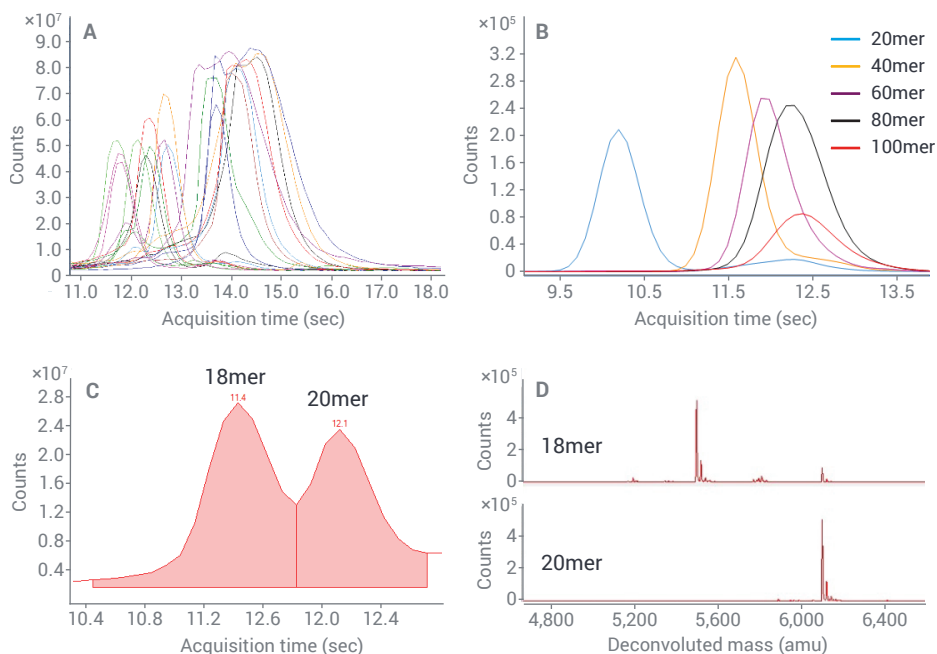 ×10⁷
A
9.0
8.0
7.0
6.0
5.0
4.0
3.0
2.0
1.0
0
Counts
11.0 12.0 13.0 14.0 15.0 16.0 17.0 18.0
Acquisition time (sec)
×10⁵
B
3.2
2.8
2.4
2.0
1.6
1.2
0.8
0.4
0
Counts
9.5 10.5 11.5 12.5 13.5
Acquisition time (sec)
20mer
40mer
60mer
80mer
100mer
×10⁷
C
2.8
2.4
2.0
1.6
1.2
0.8
0.4
Counts
18mer
11.4
20mer
12.1
10.4 10.8 11.2 12.6 12.0 12.4
Acquisition time (sec)
×10⁵
D
4
2
0
Counts
18mer
×10⁵
4
2
0
Counts
20mer
4,800 5,200 5,600 6,000 6,400
Deconvoluted mass (amu)